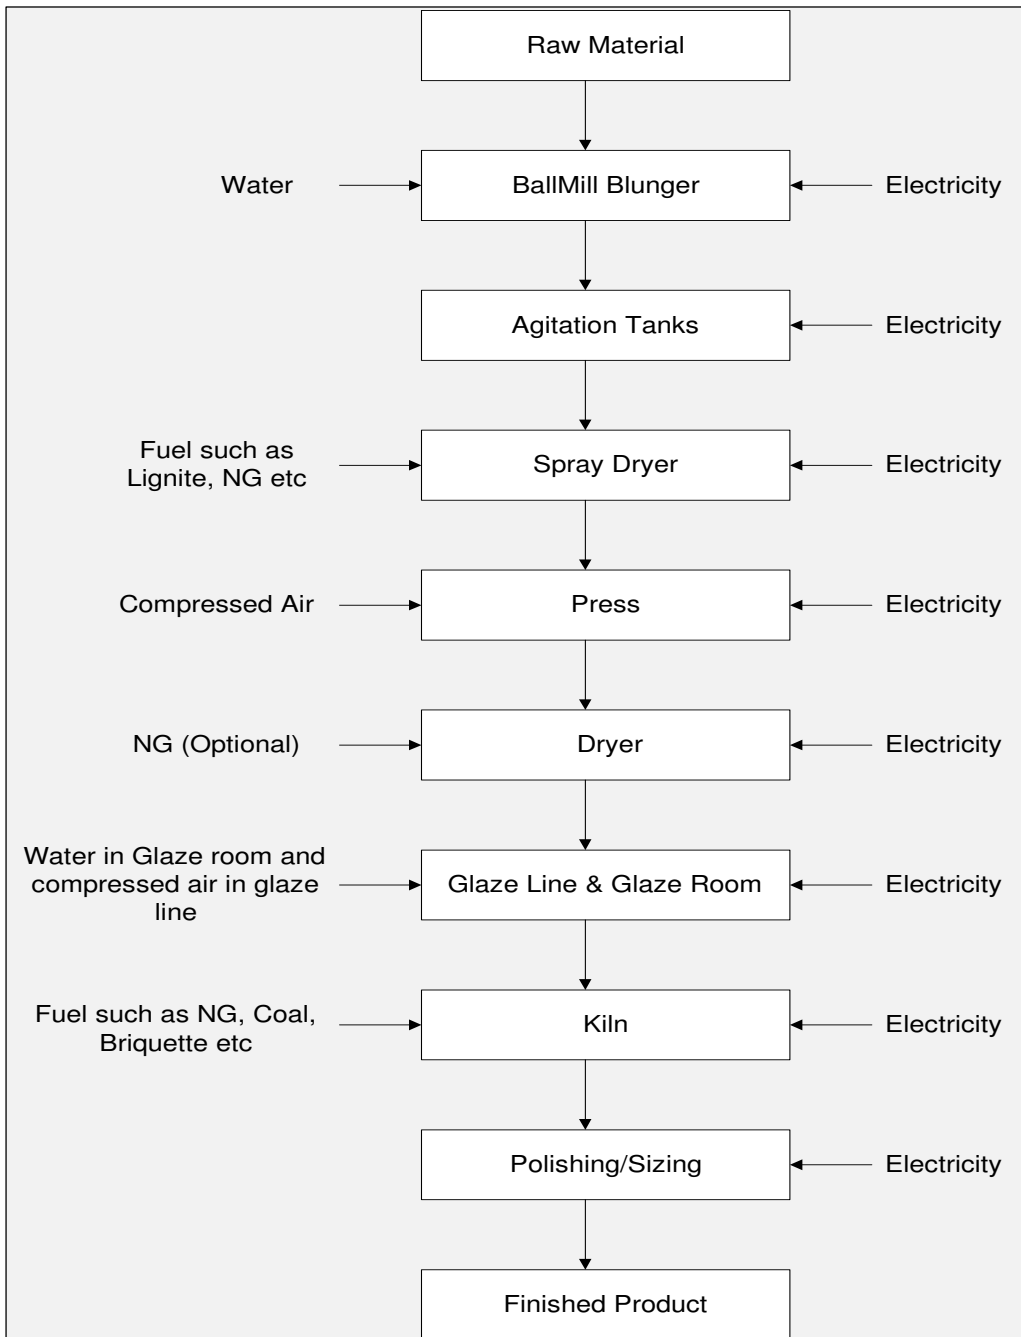 Raw Material
Water
BallMill Blunger
Electricity
Agitation Tanks
Electricity
Fuel such as
Lignite, NG etc
Spray Dryer
Electricity
Compressed Air
Press
Electricity
NG (Optional)
Dryer
Electricity
Water in Glaze room and
compressed air in glaze
line
Glaze Line & Glaze Room
Electricity
Fuel such as NG, Coal,
Briquette etc
Kiln
Electricity
Polishing/Sizing
Electricity
Finished Product